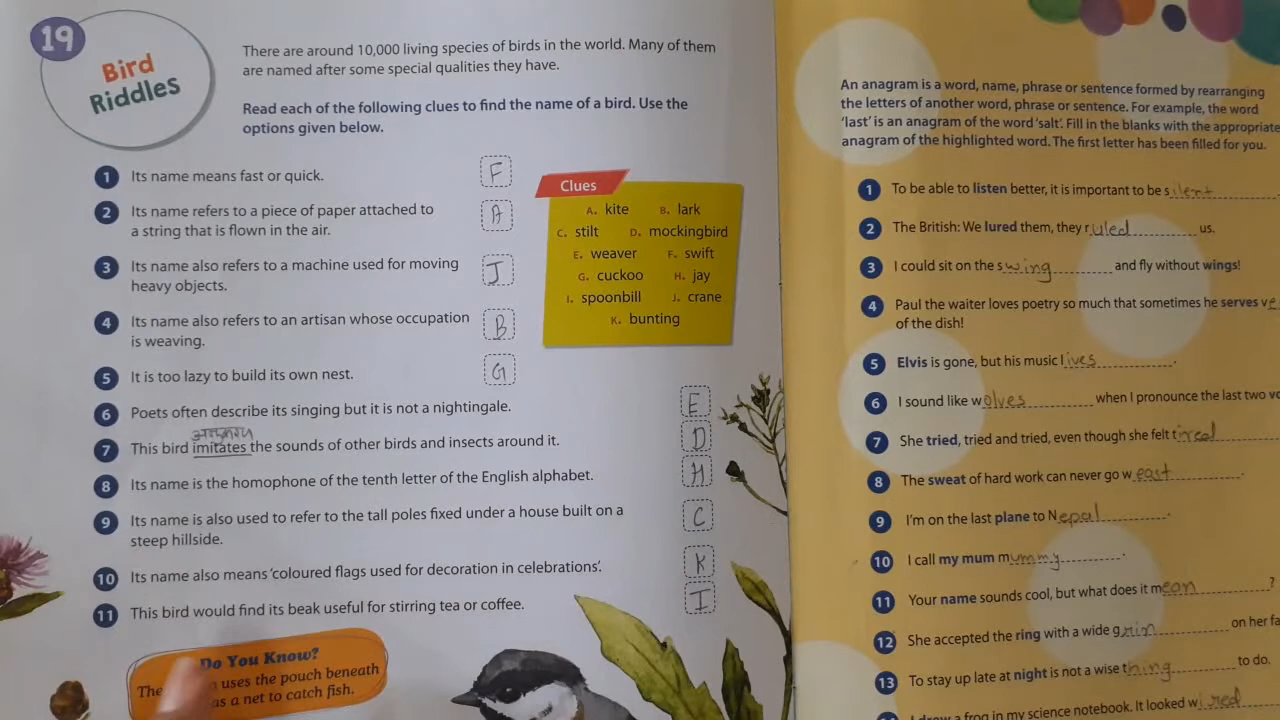 19
Bird
Riddles
There are around 10,000 living species of birds in the world. Many of them
are named after some special qualities they have.
Read each of the following clues to find the name of a bird. Use the
options given below.
1 Its name means fast or quick. F
2 Its name refers to a piece of paper attached to
a string that is flown in the air. A
3 Its name also refers to a machine used for moving
heavy objects. J
4 Its name also refers to an artisan whose occupation
is weaving. B
5 It is too lazy to build its own nest. G
6 Poets often describe its singing but it is not a nightingale. E
7 This bird imitates the sounds of other birds and insects around it. D
8 Its name is the homophone of the tenth letter of the English alphabet. H
9 Its name is also used to refer to the tall poles fixed under a house built on a
steep hillside. C
10 Its name also means 'coloured flags used for decoration in celebrations'. K
11 This bird would find its beak useful for stirring tea or coffee. I
Clues
A. kite B. lark
C. stilt D. mockingbird
E. weaver F. swift
G. cuckoo H. jay
I. spoonbill J. crane
K. bunting
Do You Know?
The uses the pouch beneath
as a net to catch fish.
An anagram is a word, name, phrase or sentence formed by rearranging
the letters of another word, phrase or sentence. For example, the word
'last' is an anagram of the word 'salt'. Fill in the blanks with the appropriate
anagram of the highlighted word. The first letter has been filled for you.
1 To be able to listen better, it is important to be silent
2 The British: We lured them, they ruled us.
3 I could sit on the swing and fly without wings!
4 Paul the waiter loves poetry so much that sometimes he serves ve
of the dish!
5 Elvis is gone, but his music lives.
6 I sound like wolves when I pronounce the last two
7 She tried, tried and tried, even though she felt tired
8 The sweat of hard work can never go weast.
9 I'm on the last plane to Nepal.
10 I call my mum mummy.
11 Your name sounds cool, but what does it mean?
12 She accepted the ring with a wide grin on her
13 To stay up late at night is not a wise thing to do.
a frog in my science notebook. It looked wired